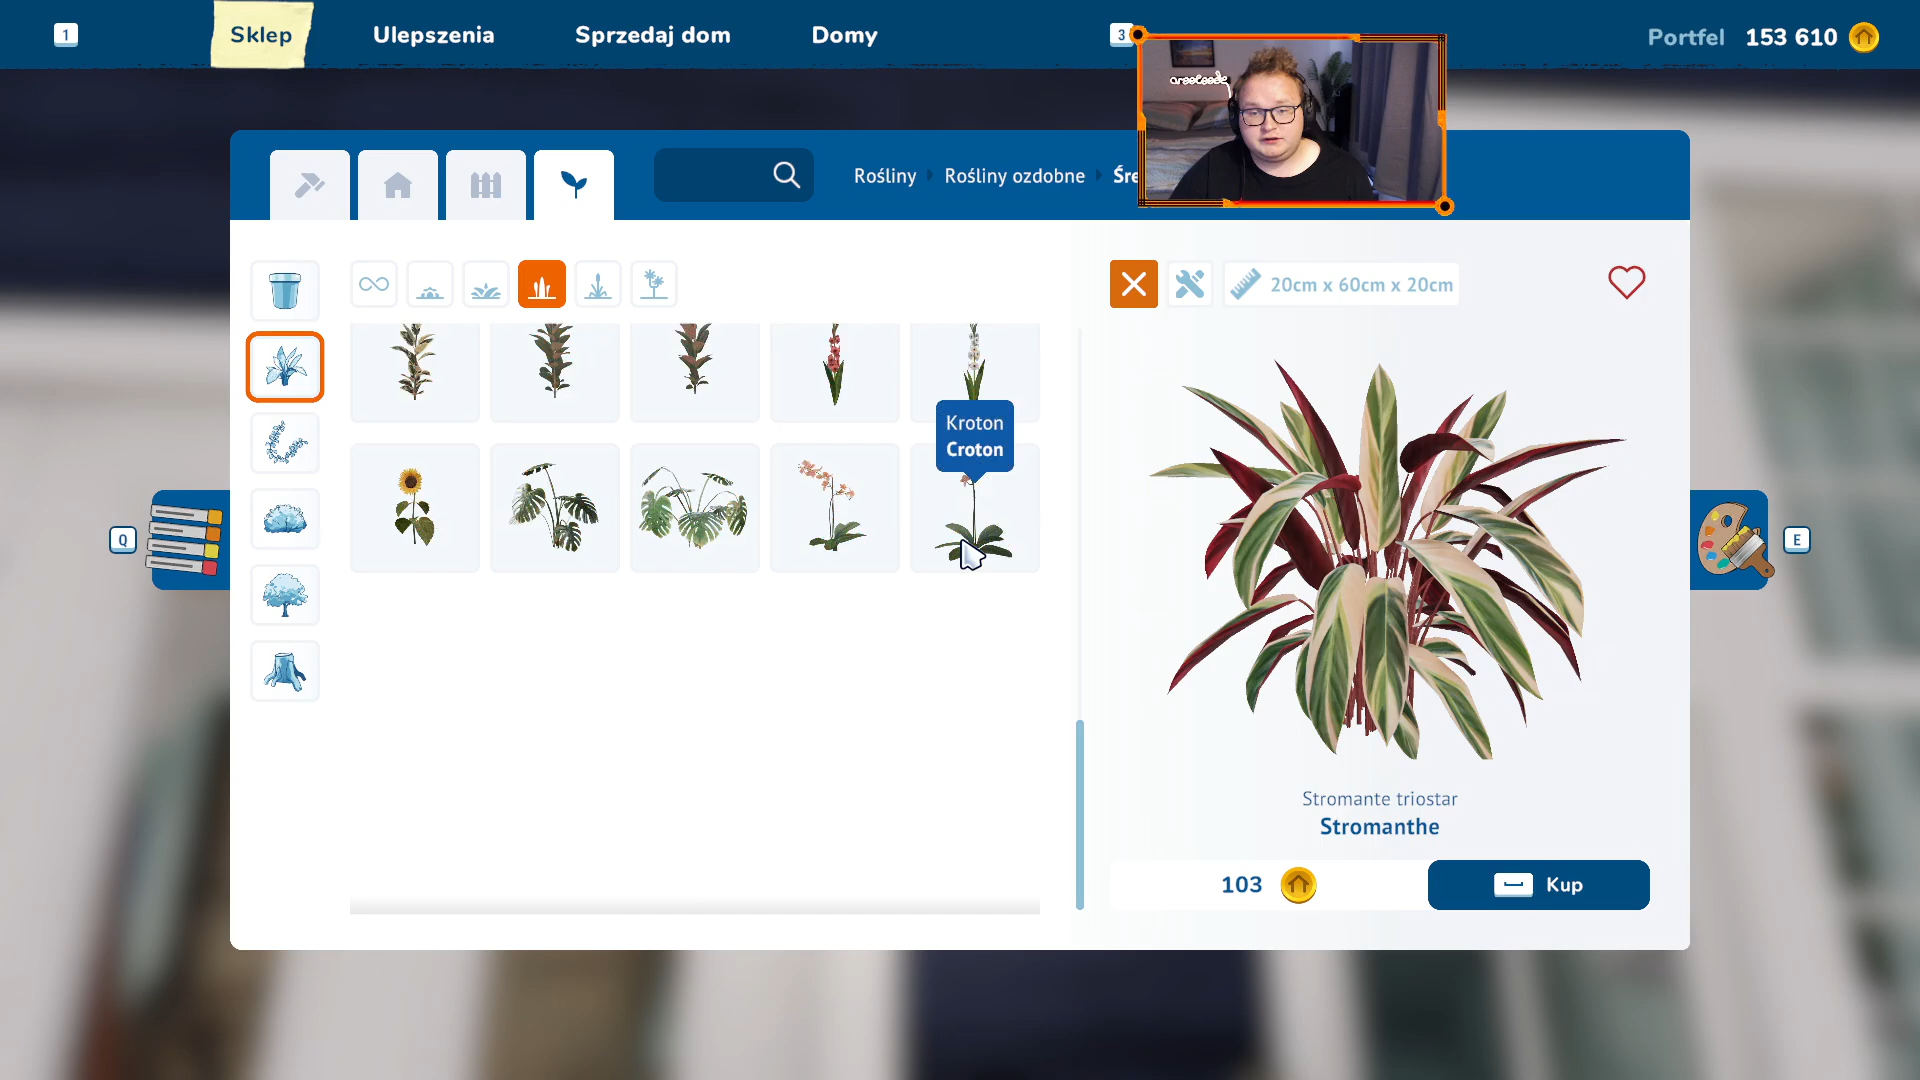 1
Sklep
Ulepszenia
Sprzedaj dom
Domy
3
Portfel 153 610
Rośliny
Rośliny ozdobne
Śre
20cm x 60cm x 20cm
Kroton
Croton
Q
E
Stromante triostar
Stromanthe
103
Kup